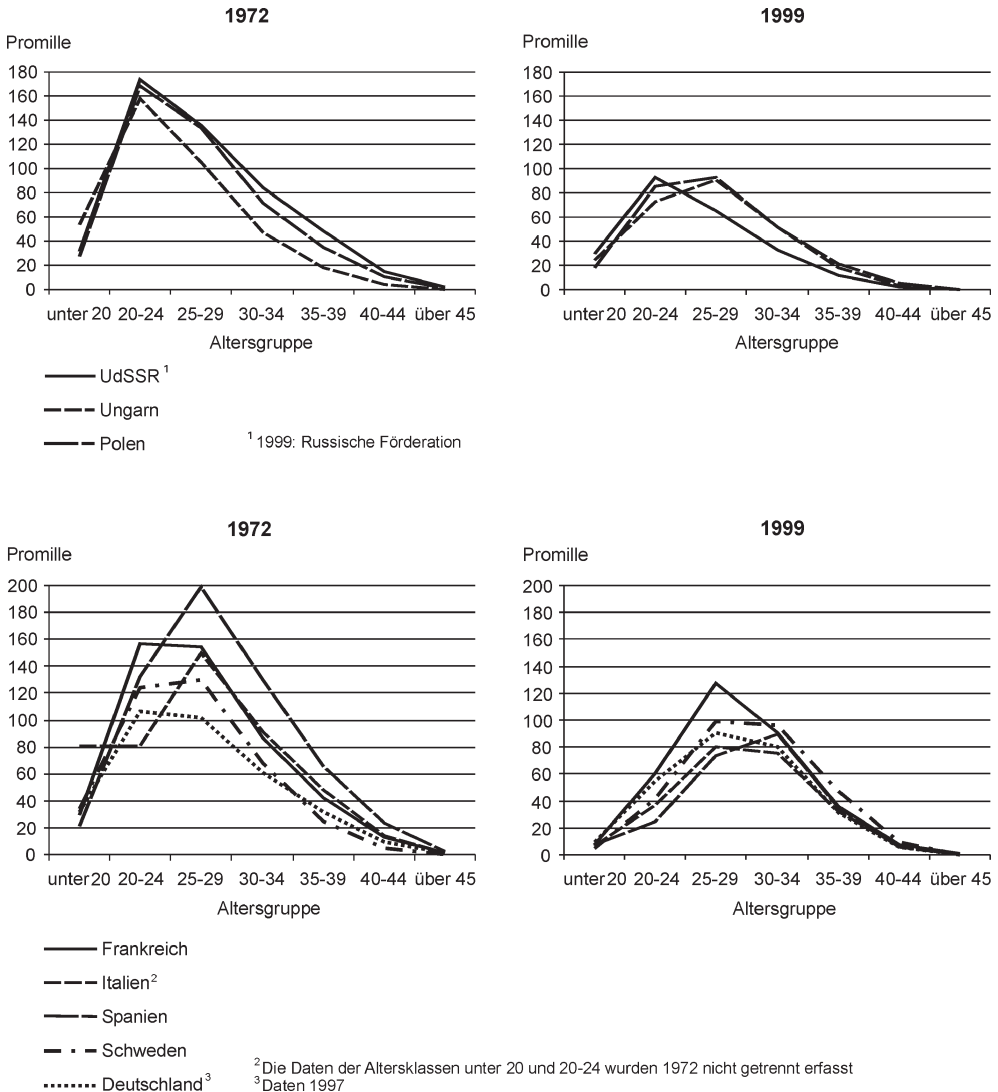 1972
Promille
180
160
140
120
100
80
60
40
20
0
unter 20 20-24 25-29 30-34 35-39 40-44 über 45
Altersgruppe
1999
Promille
180
160
140
120
100
80
60
40
20
0
unter 20 20-24 25-29 30-34 35-39 40-44 über 45
Altersgruppe
UdSSR 1
Ungarn
Polen
1 1999: Russische Förderation
1972
Promille
200
180
160
140
120
100
80
60
40
20
0
unter 20 20-24 25-29 30-34 35-39 40-44 über 45
Altersgruppe
1999
Promille
200
180
160
140
120
100
80
60
40
20
0
unter 20 20-24 25-29 30-34 35-39 40-44 über 45
Altersgruppe
Frankreich
Italien2
Spanien
Schweden
Deutschland3
2 Die Daten der Altersklassen unter 20 und 20-24 wurden 1972 nicht getrennt erfasst
3 Daten 1997